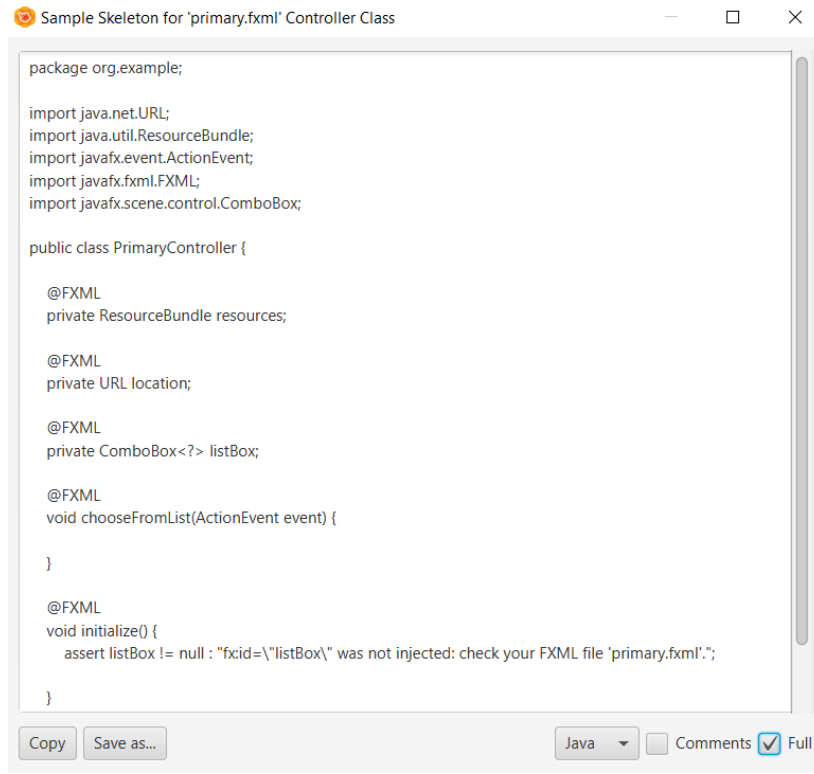 Sample Skeleton for 'primary.fxml' Controller Class
package org.example;
import java.net.URL;
import java.util.ResourceBundle;
import javafx.event.ActionEvent;
import javafx.fxml.FXML;
import javafx.scene.control.ComboBox;
public class PrimaryController {
@FXML
private ResourceBundle resources;
@FXML
private URL location;
@FXML
private ComboBox<?> listBox;
@FXML
void chooseFromList(ActionEvent event) {
}
@FXML
void initialize() {
assert listBox != null : "fx:id=\"listBox\" was not injected: check your FXML file 'primary.fxml'.";
}
Copy Save as... Java Comments Full